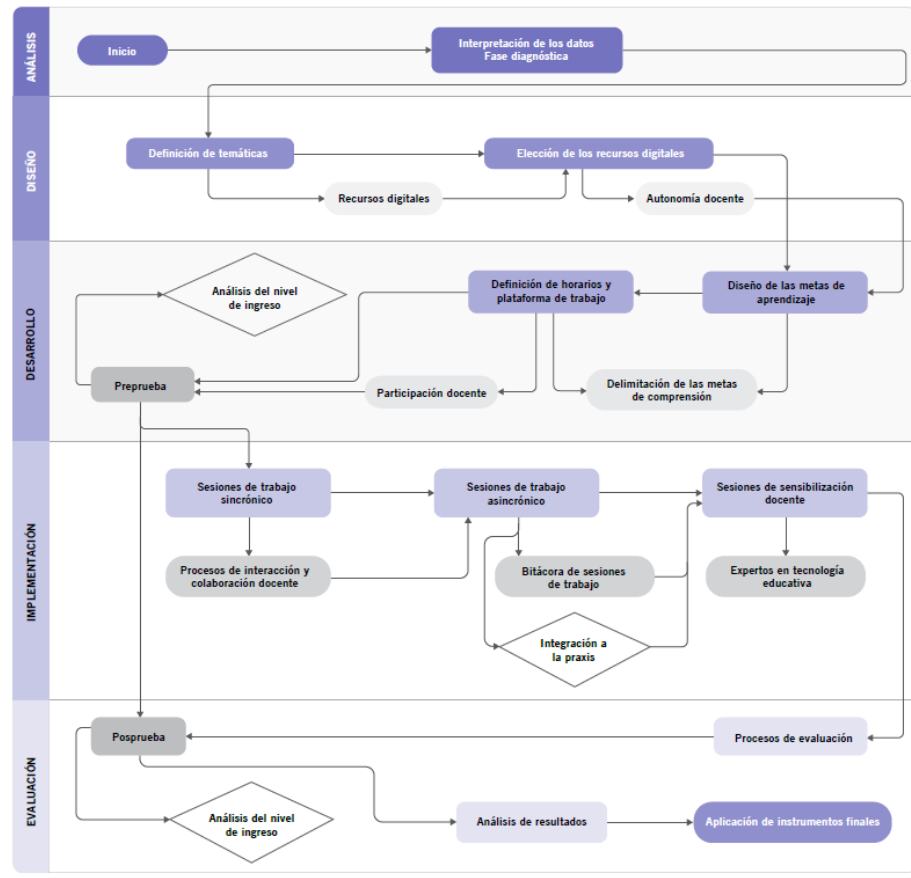 ANÁLISIS
Inicio
Interpretación de los datos
Fase diagnóstica
DISEÑO
Definición de temáticas
Elección de los recursos digitales
Recursos digitales
Autonomía docente
DESARROLLO
Análisis del nivel
de ingreso
Definición de horarios y
plataforma de trabajo
Diseño de las metas de
aprendizaje
Preprueba
Participación docente
Delimitación de las metas
de comprensión
IMPLEMENTACIÓN
Sesiones de trabajo
sincrónico
Sesiones de trabajo
asincrónico
Sesiones de sensibilización
docente
Procesos de interacción y
colaboración docente
Bitácora de sesiones
de trabajo
Expertos en tecnología
educativa
Integración a
la praxis
EVALUACIÓN
Posprueba
Procesos de evaluación
Análisis del nivel
de ingreso
Análisis de resultados
Aplicación de instrumentos finales